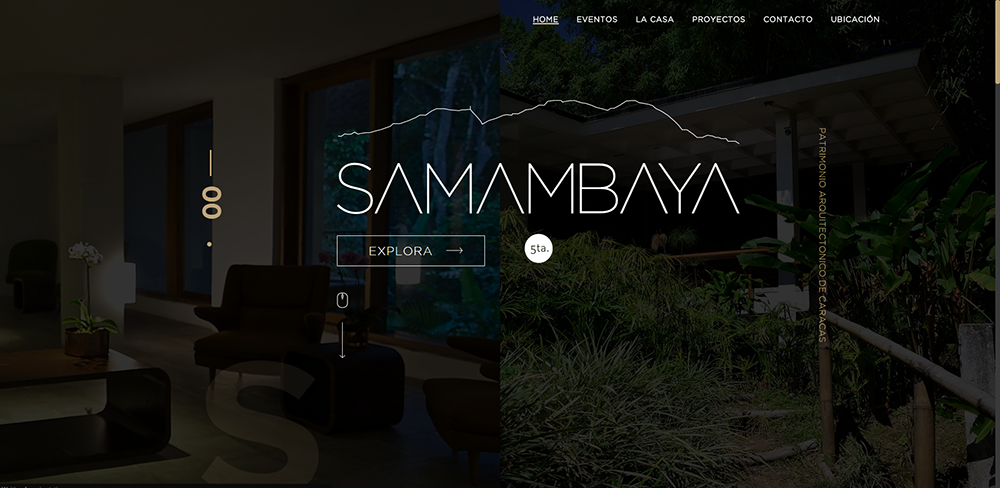 HOME EVENTOS LA CASA PROYECTOS CONTACTO UBICACIÓN
SAMAMBAYA
EXPLORA
5ta.
00
PATRIMONIO ARQUITECTONICO DE CARACAS
S